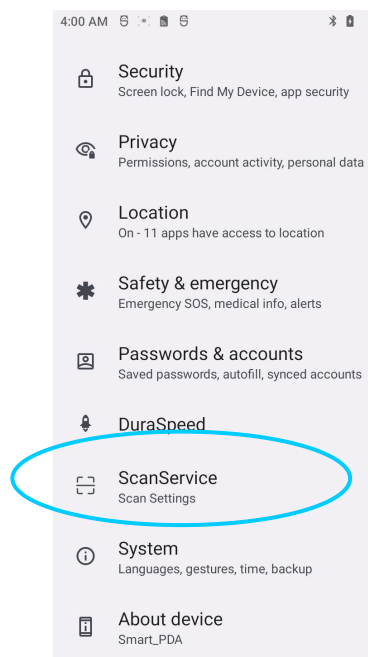 4:00 AM
Security
Screen lock, Find My Device, app security
Privacy
Permissions, account activity, personal data
Location
On - 11 apps have access to location
Safety & emergency
Emergency SOS, medical info, alerts
Passwords & accounts
Saved passwords, autofill, synced accounts
DuraSpeed
ScanService
Scan Settings
System
Languages, gestures, time, backup
About device
Smart_PDA